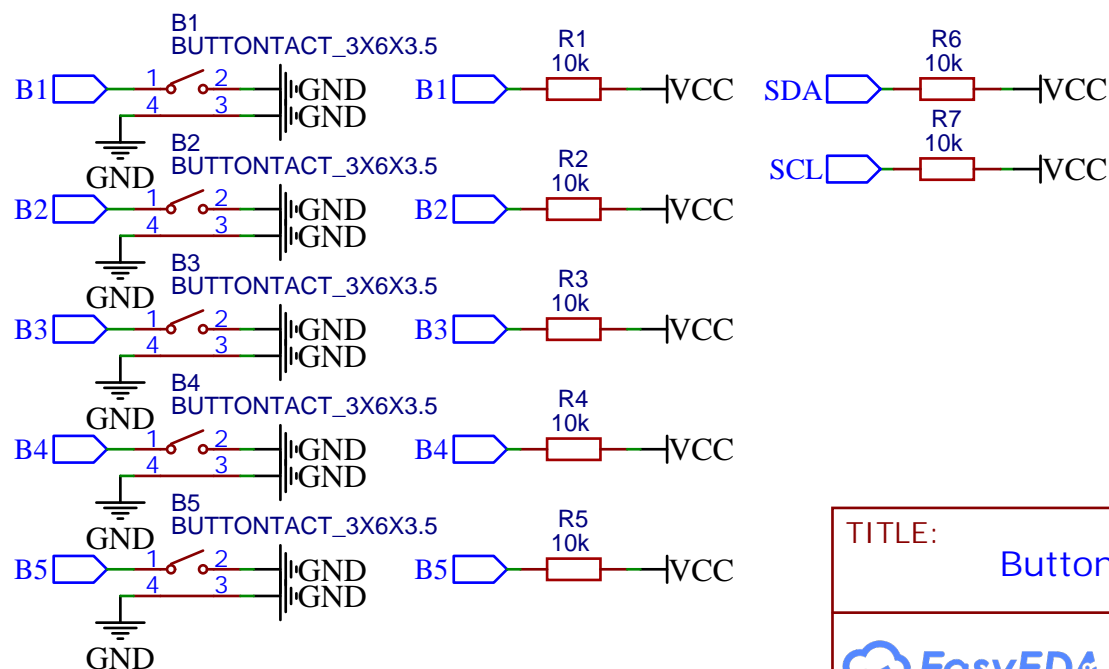 B1
BUTTONTACT_3X6X3.5
B1 1 2 GND
4 3 GND
GND
B2
BUTTONTACT_3X6X3.5
B2 1 2 GND
4 3 GND
GND
B3
BUTTONTACT_3X6X3.5
B3 1 2 GND
4 3 GND
GND
B4
BUTTONTACT_3X6X3.5
B4 1 2 GND
4 3 GND
GND
B5
BUTTONTACT_3X6X3.5
B5 1 2 GND
4 3 GND
GND
R1
10k
B1 VCC
R2
10k
B2 VCC
R3
10k
B3 VCC
R4
10k
B4 VCC
R5
10k
B5 VCC
R6
10k
SDA VCC
R7
10k
SCL VCC
TITLE:
Button
EasyEDA